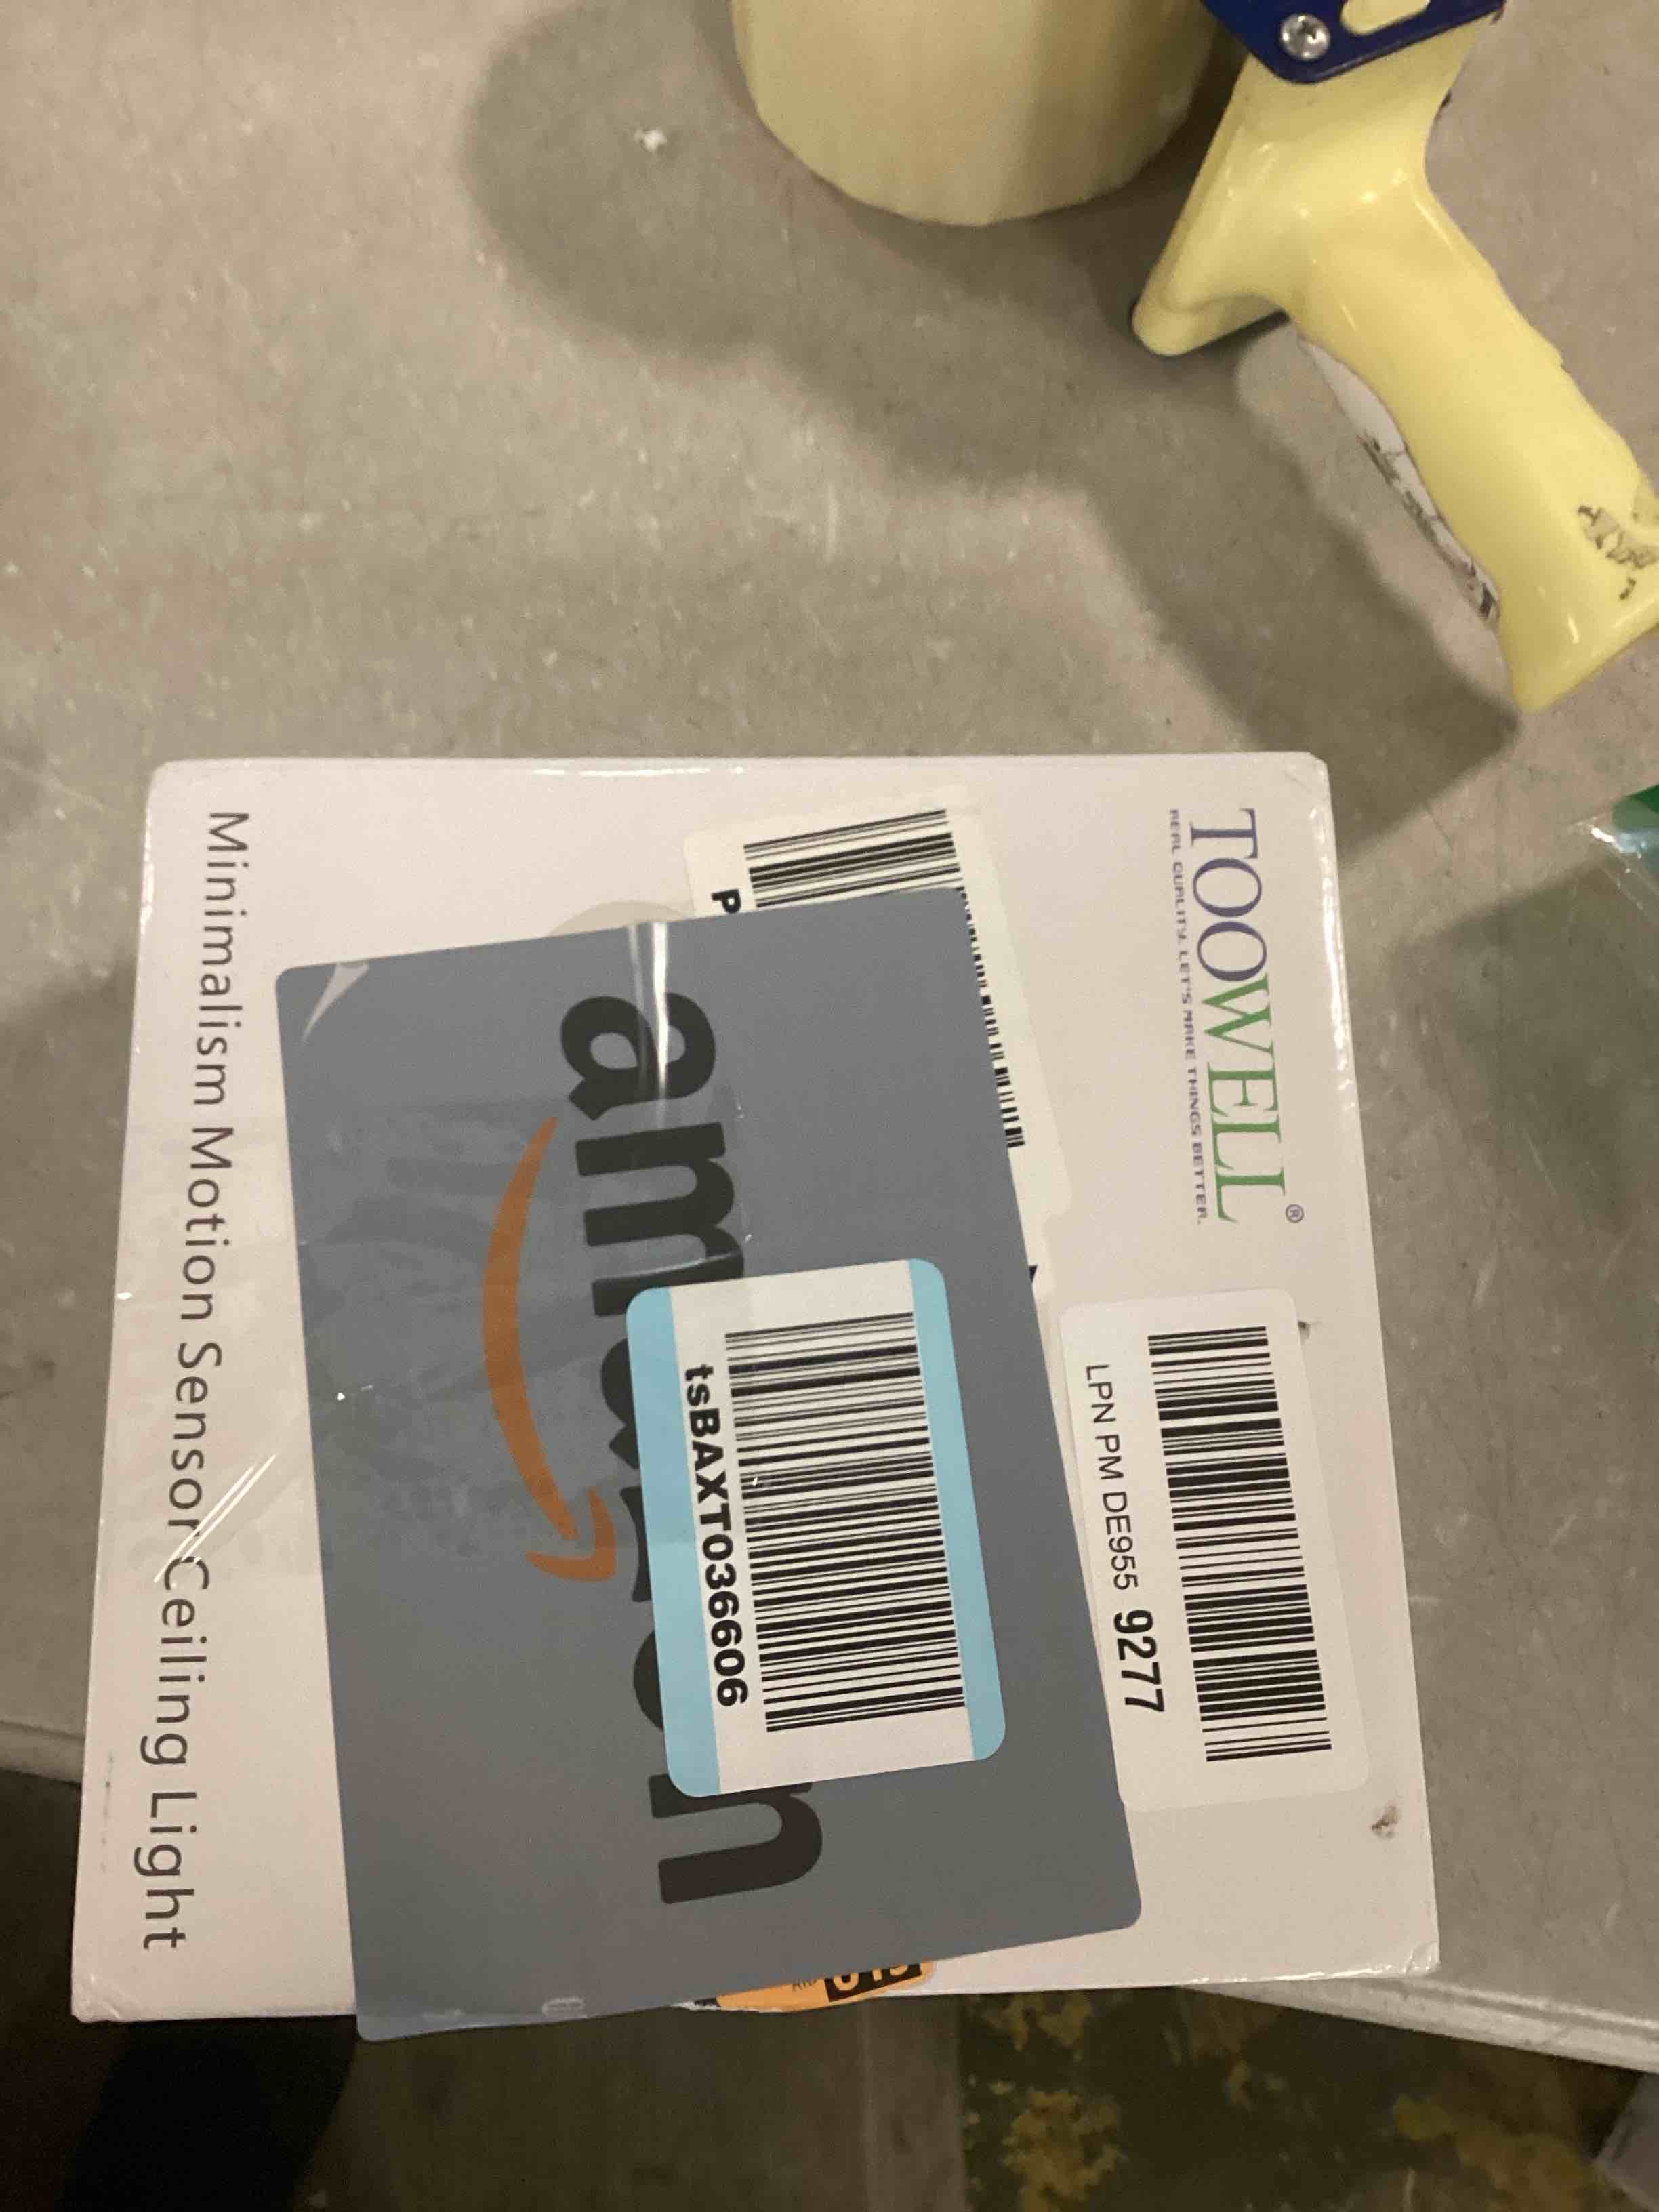 TOOWELL®
REAL QUALITY. LET'S MAKE THINGS BETTER.
LPN PM DE955 9277
P
tsBAXT036606
Minimalism Motion Sensor Ceiling Light